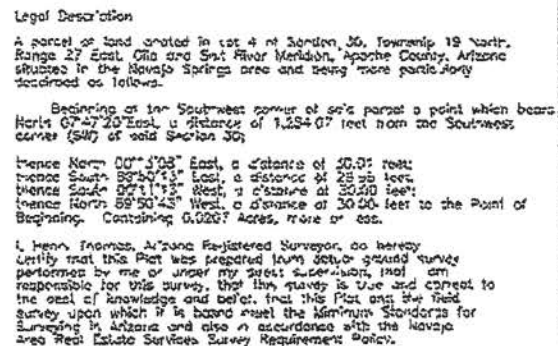 Legal Description
A parcel of land located in Lot 4 of Section 30, Township 19 North,
Range 27 East, Gila and Salt River Meridian, Apache County, Arizona
situated in the Navajo Springs area and being more particularly
described as follows.
Beginning at the Southwest corner of said parcel a point which bears
North East, a distance of feet from the Southwest
corner (SW) of said Section 30;
thence North East, a distance of feet;
thence South East, a distance of feet;
thence South West, a distance of 30.00 feet;
thence North West, a distance of 30.00 feet to the Point of
Beginning. Containing 0.0207 Acres, more or less.
I, Henry Thomas, Arizona Registered Surveyor, do hereby
certify that this Plat was prepared from actual ground survey
performed by me or under my direct supervision, that I am
responsible for this survey, that this survey is true and correct to
the best of knowledge and belief, that this Plat and the field
survey upon which it is based meet the Minimum Standards for
Surveying in Arizona and also in accordance with the Navajo
Area Real Estate Services Survey Requirement Policy.